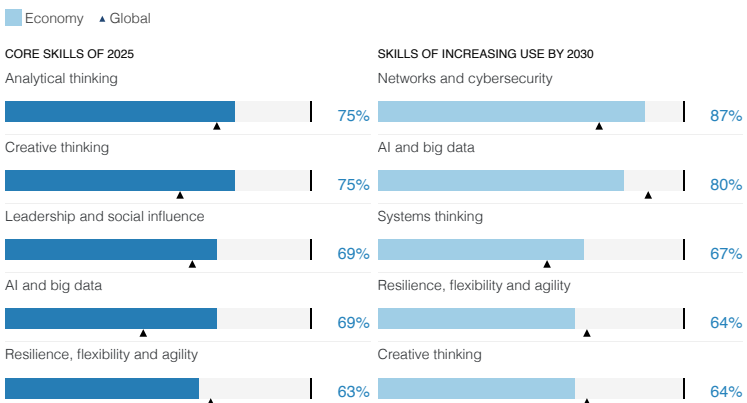 Economy ▲ Global
CORE SKILLS OF 2025
Analytical thinking
75%
Creative thinking
75%
Leadership and social influence
69%
AI and big data
69%
Resilience, flexibility and agility
63%
SKILLS OF INCREASING USE BY 2030
Networks and cybersecurity
87%
AI and big data
80%
Systems thinking
67%
Resilience, flexibility and agility
64%
Creative thinking
64%